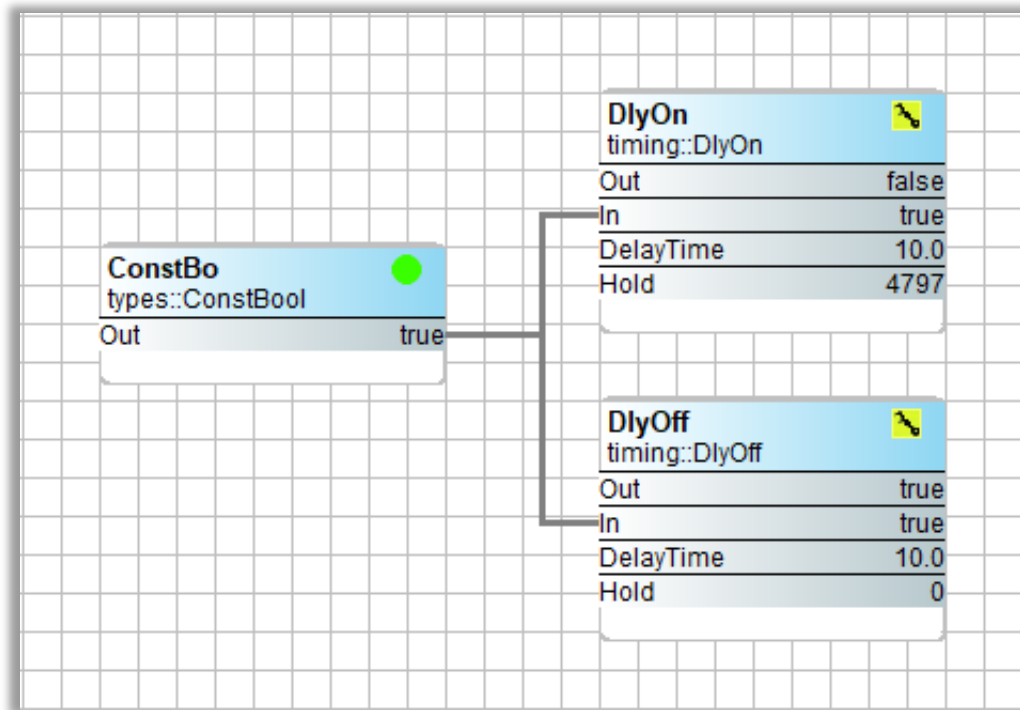 ConstBo
types::ConstBool
Out true
DlyOn
timing::DlyOn
Out false
In true
DelayTime 10.0
Hold 4797
DlyOff
timing::DlyOff
Out true
In true
DelayTime 10.0
Hold 0